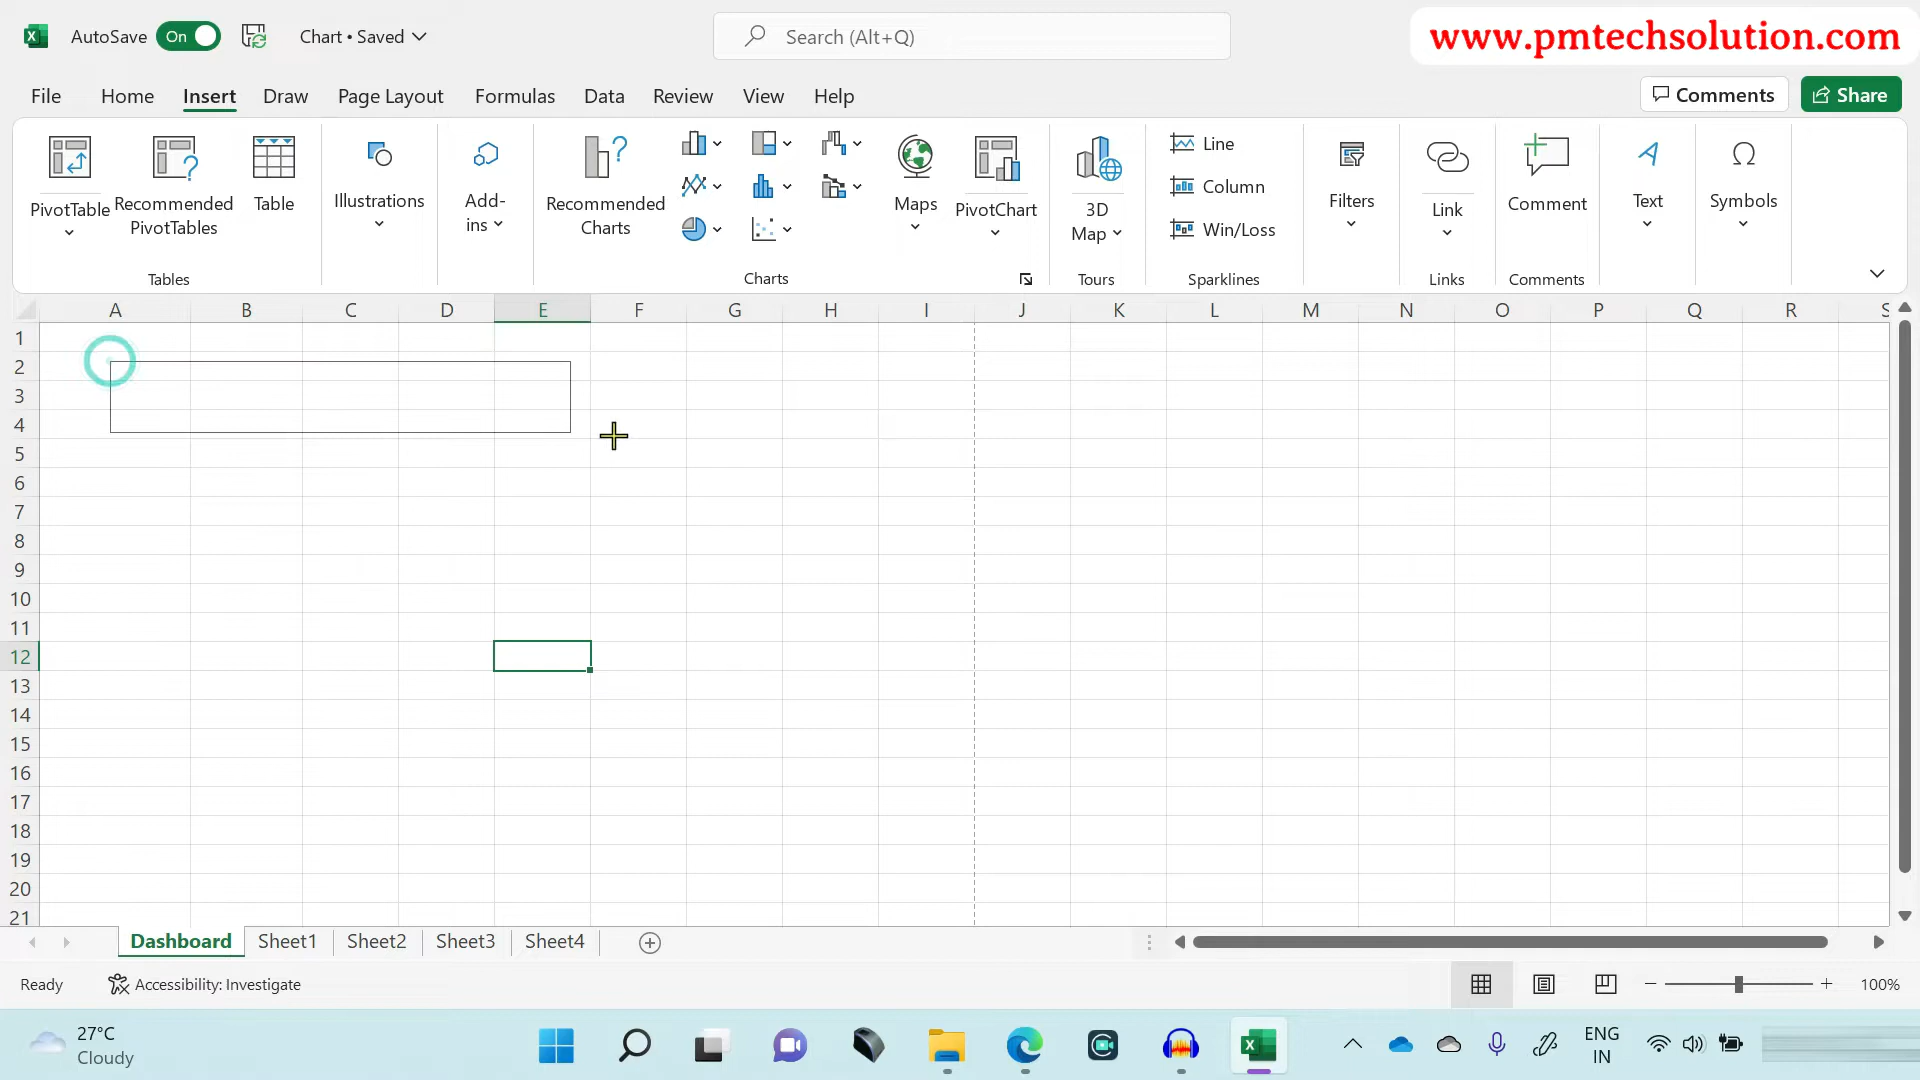 AutoSave On Chart • Saved Search (Alt+Q) www.pmtechsolution.com
File Home Insert Draw Page Layout Formulas Data Review View Help Comments Share
PivotTable
Recommended PivotTables
Table
Tables
Illustrations
Add-ins
Recommended Charts
Maps
PivotChart
Charts
3D Map
Tours
Line
Column
Win/Loss
Sparklines
Filters
Link
Links
Comment
Comments
Text
Symbols
A B C D E F G H I J K L M N O P Q R S
1
2
3
4
5
6
7
8
9
10
11
12
13
14
15
16
17
18
19
20
21
Dashboard Sheet1 Sheet2 Sheet3 Sheet4
Ready Accessibility: Investigate 100%
27°C
Cloudy
ENG
IN